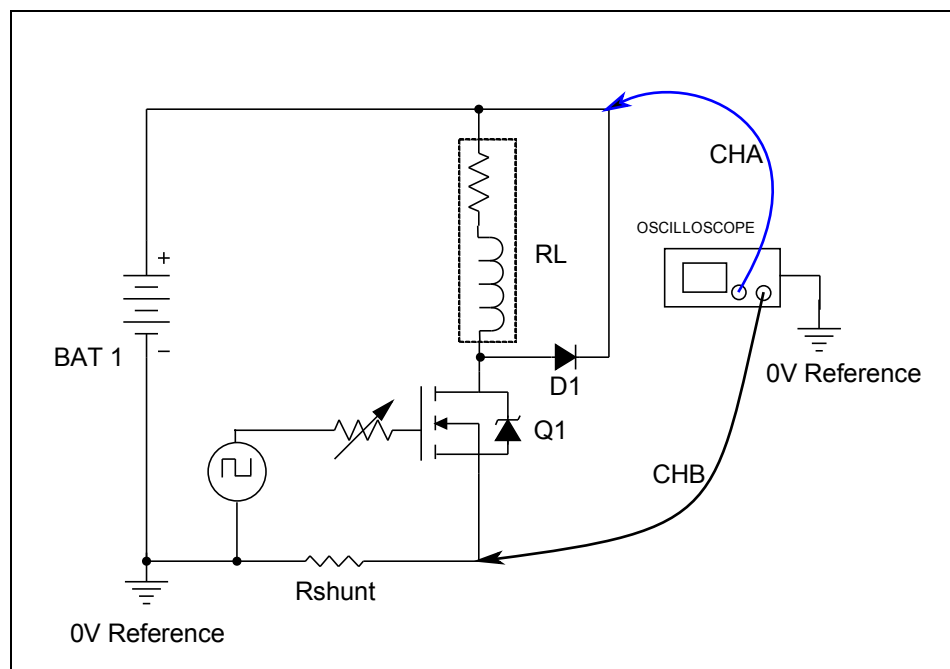 CHA
OSCILLOSCOPE
RL
+
BAT 1
−
D1
0V Reference
Q1
CHB
Rshunt
0V Reference